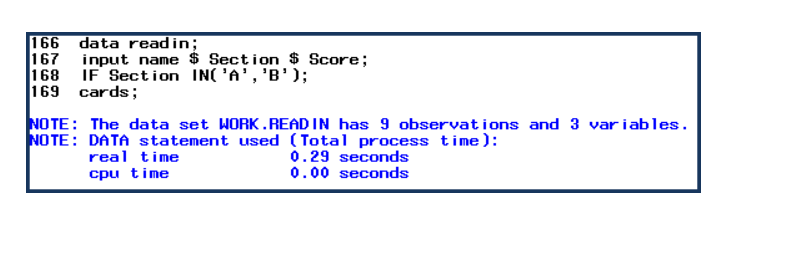 166  data readin;
167  input name $ Section $ Score;
168  IF Section IN('A','B');
169  cards;
NOTE: The data set WORK.READIN has 9 observations and 3 variables.
NOTE: DATA statement used (Total process time):
real time           0.29 seconds
cpu time            0.00 seconds